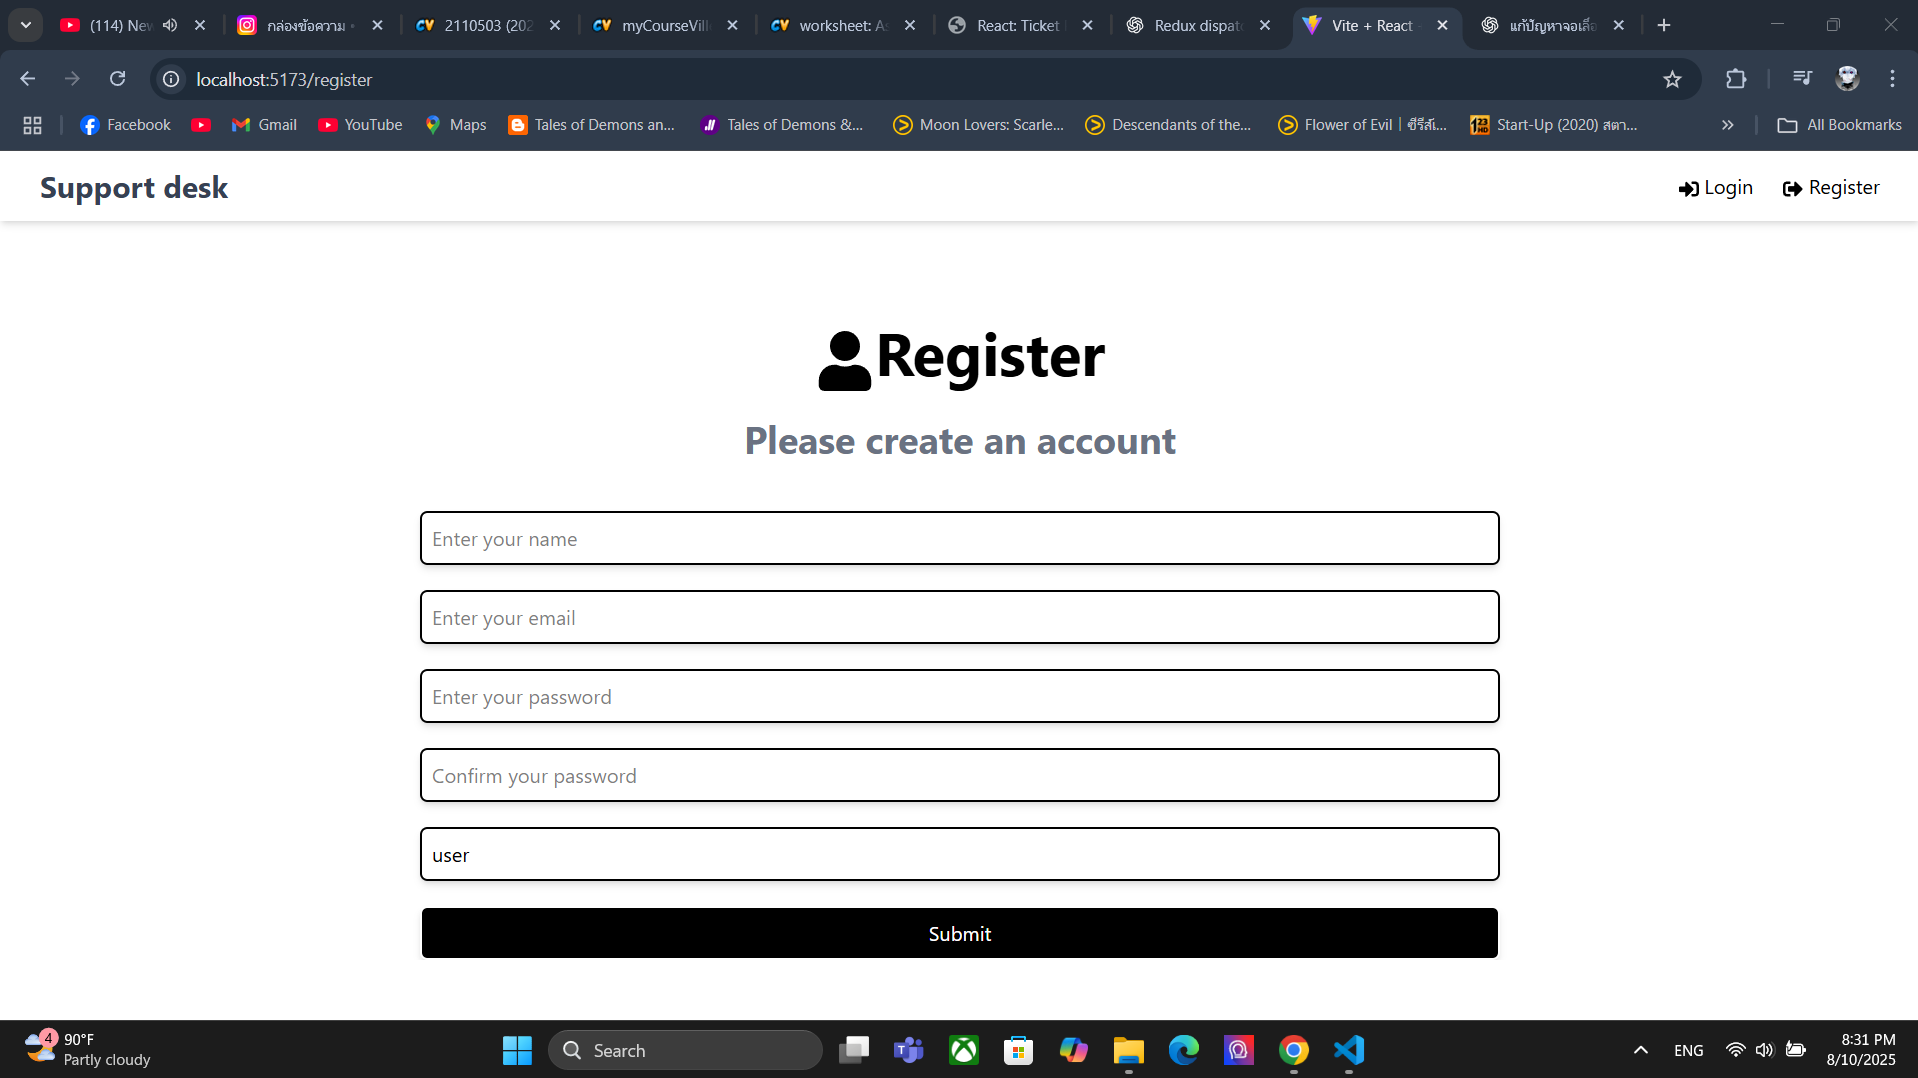 (114) New
กล่องข้อความ •
2110503 (202
myCourseVill
worksheet: As
React: Ticket
Redux dispat
Vite + React
แก้ปัญหาจอเลื่อ
localhost:5173/register
Facebook
Gmail
YouTube
Maps
Tales of Demons an...
Tales of Demons &...
Moon Lovers: Scarle...
Descendants of the...
Flower of Evil | ซีรีส์เ...
Start-Up (2020) สตา...
All Bookmarks
Support desk
Login
Register
Register
Please create an account
Enter your name
Enter your email
Enter your password
Confirm your password
user
Submit
4
90°F
Partly cloudy
Search
ENG
8:31 PM
8/10/2025